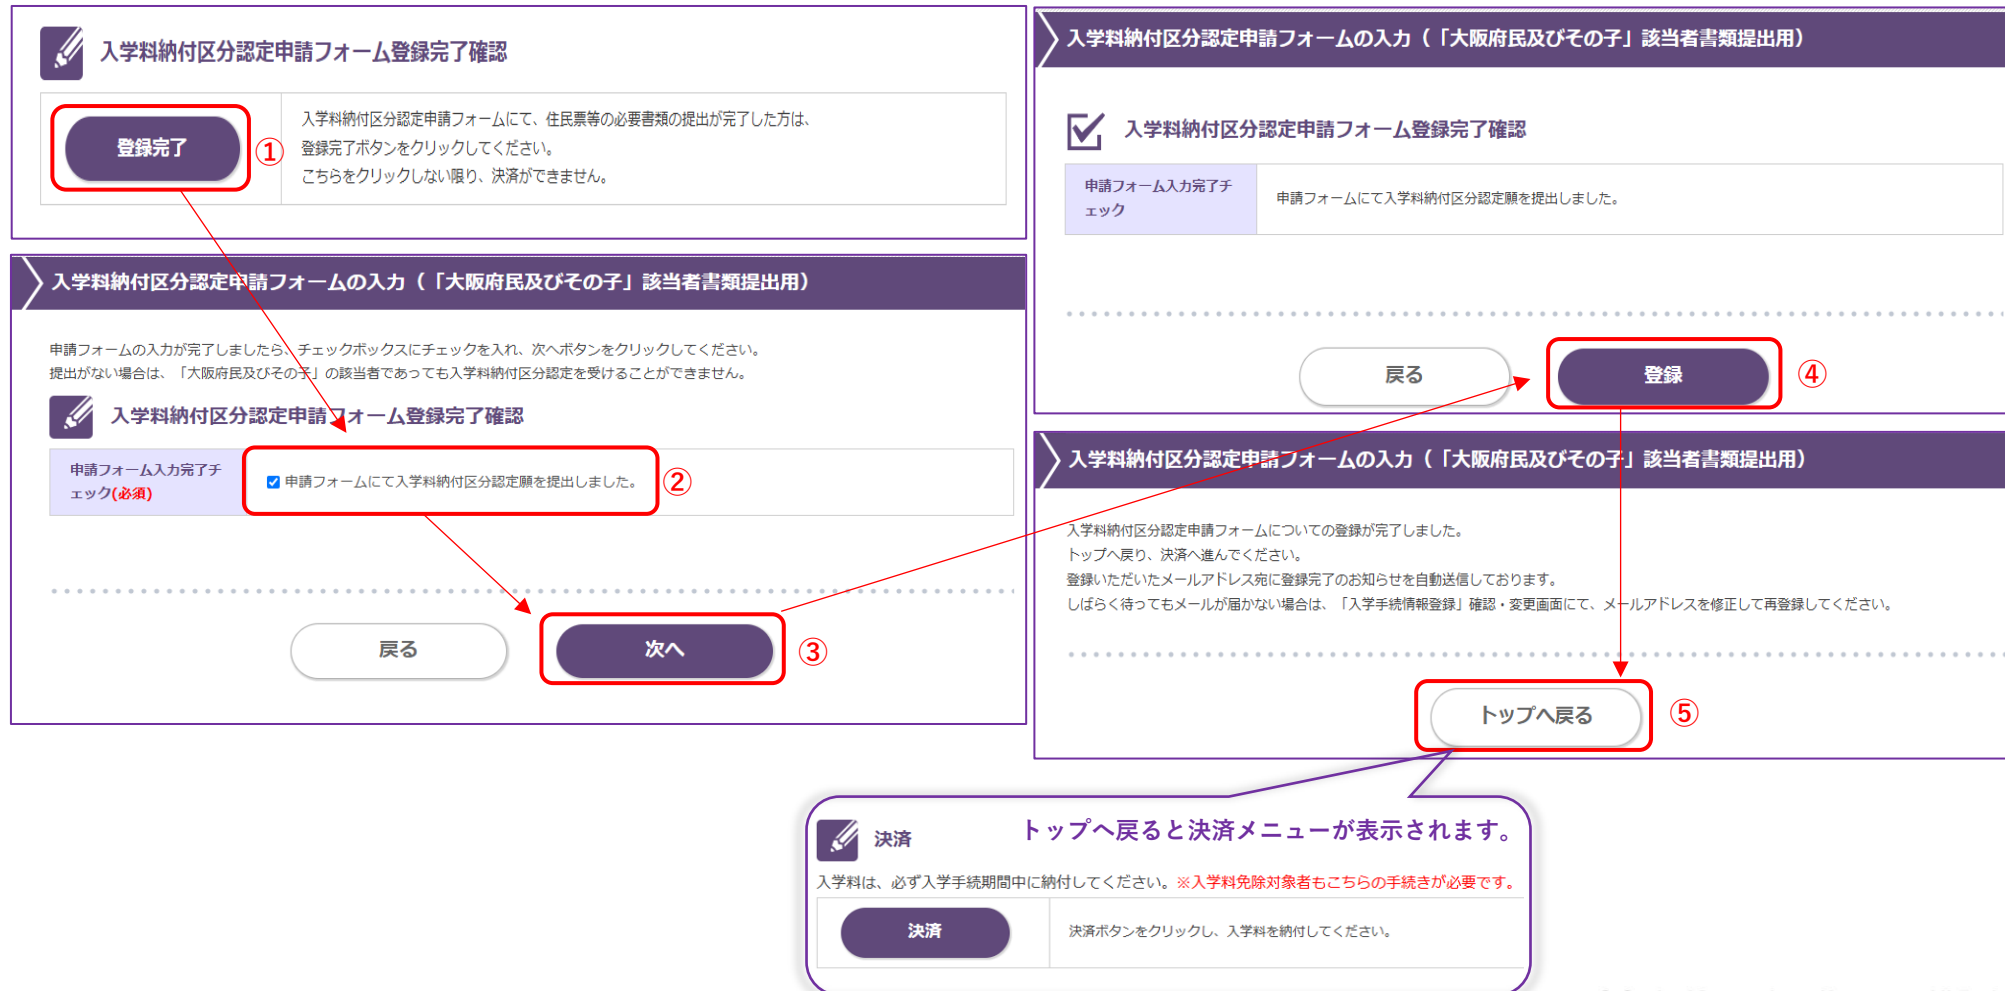 入学料納付区分認定申請フォーム登録完了確認
登録完了
①
入学料納付区分認定申請フォームにて、住民票等の必要書類の提出が完了した方は、
登録完了ボタンをクリックしてください。
こちらをクリックしない限り、決済ができません。
入学料納付区分認定申請フォームの入力（「大阪府民及びその子」該当者書類提出用）
申請フォームの入力が完了しましたら、チェックボックスにチェックを入れ、次へボタンをクリックしてください。
提出がない場合は、「大阪府民及びその子」の該当者であっても入学料納付区分認定を受けることができません。
入学料納付区分認定申請フォーム登録完了確認
申請フォーム入力完了チ
ェック(必須)
申請フォームにて入学料納付区分認定願を提出しました。
②
戻る
次へ
③
入学料納付区分認定申請フォームの入力（「大阪府民及びその子」該当者書類提出用）
入学料納付区分認定申請フォーム登録完了確認
申請フォーム入力完了チ
ェック
申請フォームにて入学料納付区分認定願を提出しました。
戻る
登録
④
入学料納付区分認定申請フォームの入力（「大阪府民及びその子」該当者書類提出用）
入学料納付区分認定申請フォームについての登録が完了しました。
トップへ戻り、決済へ進んでください。
登録いただいたメールアドレス宛に登録完了のお知らせを自動送信しております。
しばらく待ってもメールが届かない場合は、「入学手続情報登録」確認・変更画面にて、メールアドレスを修正して再登録してください。
トップへ戻る
⑤
決済
トップへ戻ると決済メニューが表示されます。
入学料は、必ず入学手続期間中に納付してください。※入学料免除対象者もこちらの手続きが必要です。
決済
決済ボタンをクリックし、入学料を納付してください。